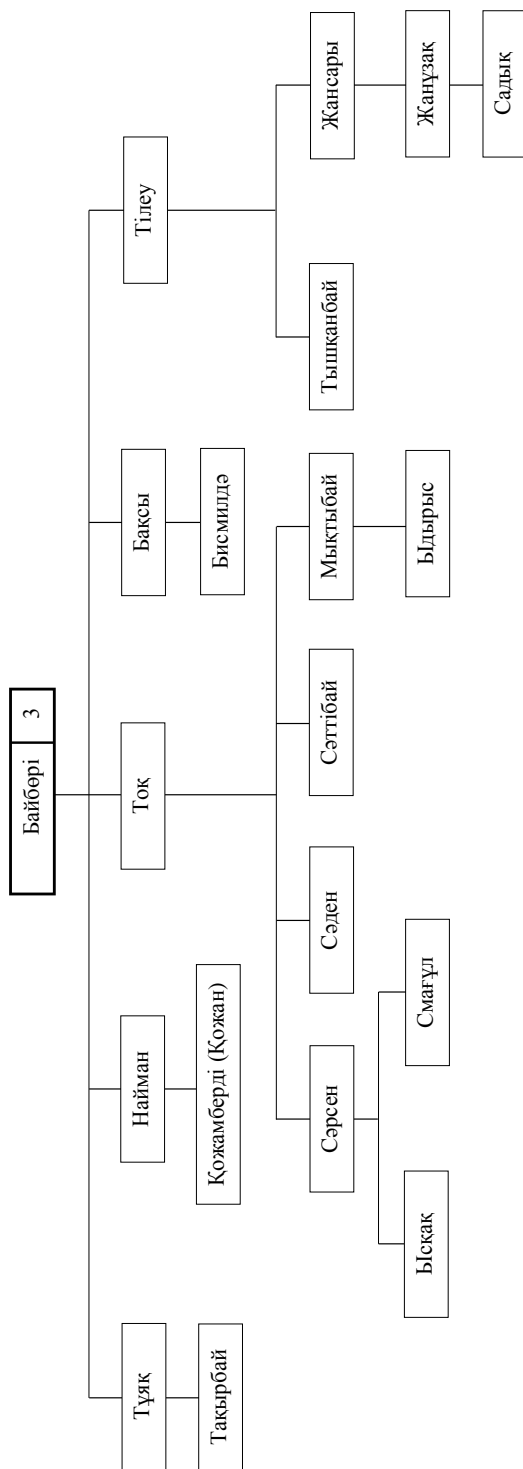 Байбөрі 3
Тұяқ
Найман
Тоқ
Бақсы
Тілеу
Тақырбай
Қожамберді (Қожан)
Бисмилдә
Сәрсен
Сәден
Сәттібай
Мықтыбай
Тышқанбай
Жансары
Ысқақ
Смағұл
Ыдырыс
Жанұзақ
Садық